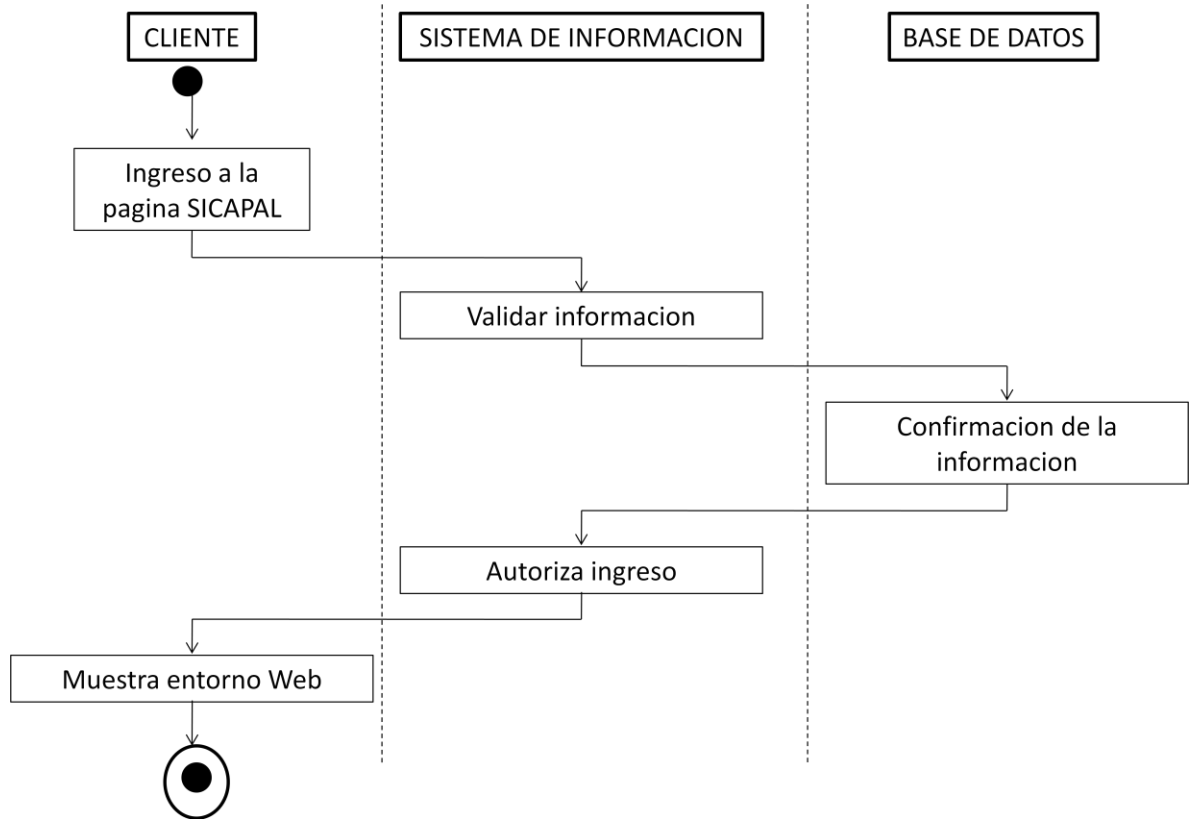 CLIENTE
SISTEMA DE INFORMACION
BASE DE DATOS
Ingreso a la
pagina SICAPAL
Validar informacion
Confirmacion de la
informacion
Autoriza ingreso
Muestra entorno Web